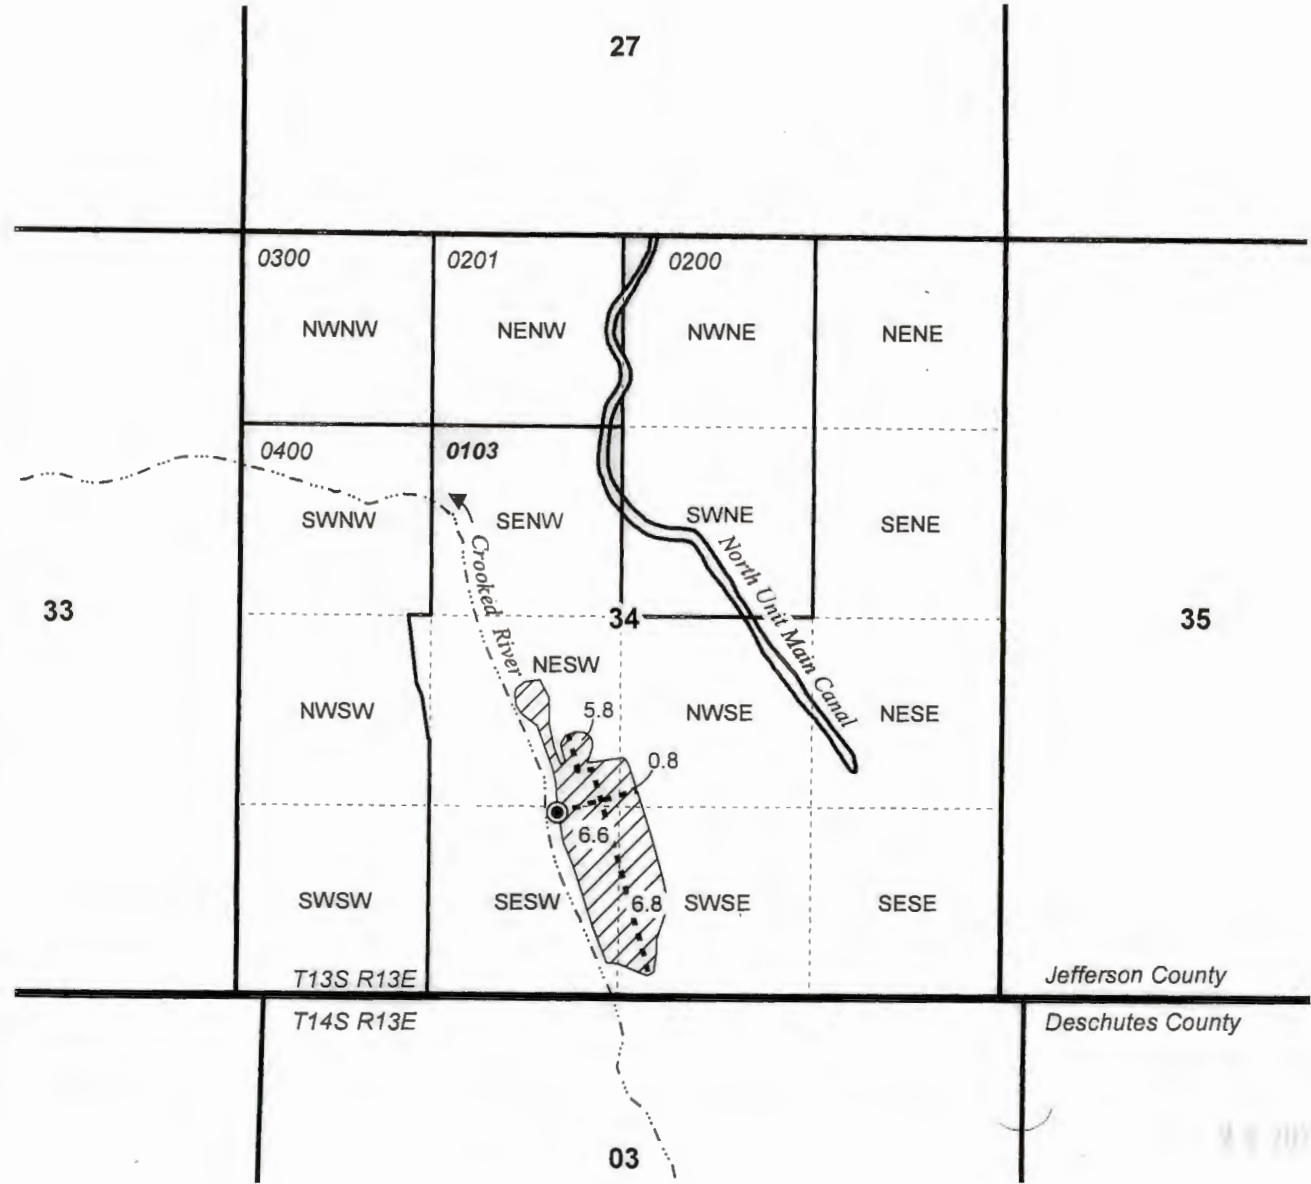 27
0300
0201
0200
NWNW
NENW
NWNE
NENE
0400
0103
SWNW
SENW
SWNE
SENE
Crooked River
North Unit Main Canal
33
34
35
NESW
NWSW
NWSE
NESE
5.8
0.8
6.6
SWSW
SESW
6.8
SWSE
SESE
T13S R13E
Jefferson County
T14S R13E
Deschutes County
03